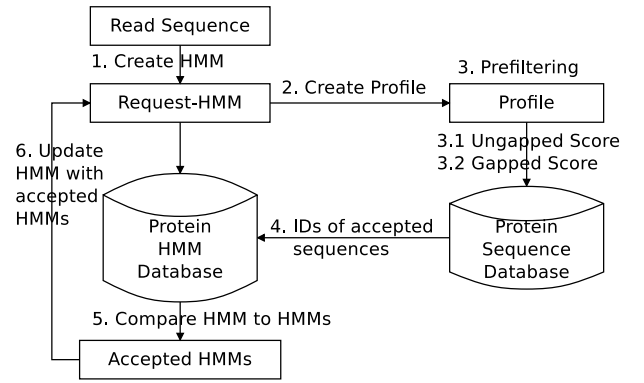 Read Sequence
1. Create HMM
Request-HMM
2. Create Profile
3. Prefiltering
Profile
3.1 Ungapped Score
3.2 Gapped Score
6. Update
HMM with
accepted
HMMs
Protein
HMM
Database
4. IDs of accepted
sequences
Protein
Sequence
Database
5. Compare HMM to HMMs
Accepted HMMs